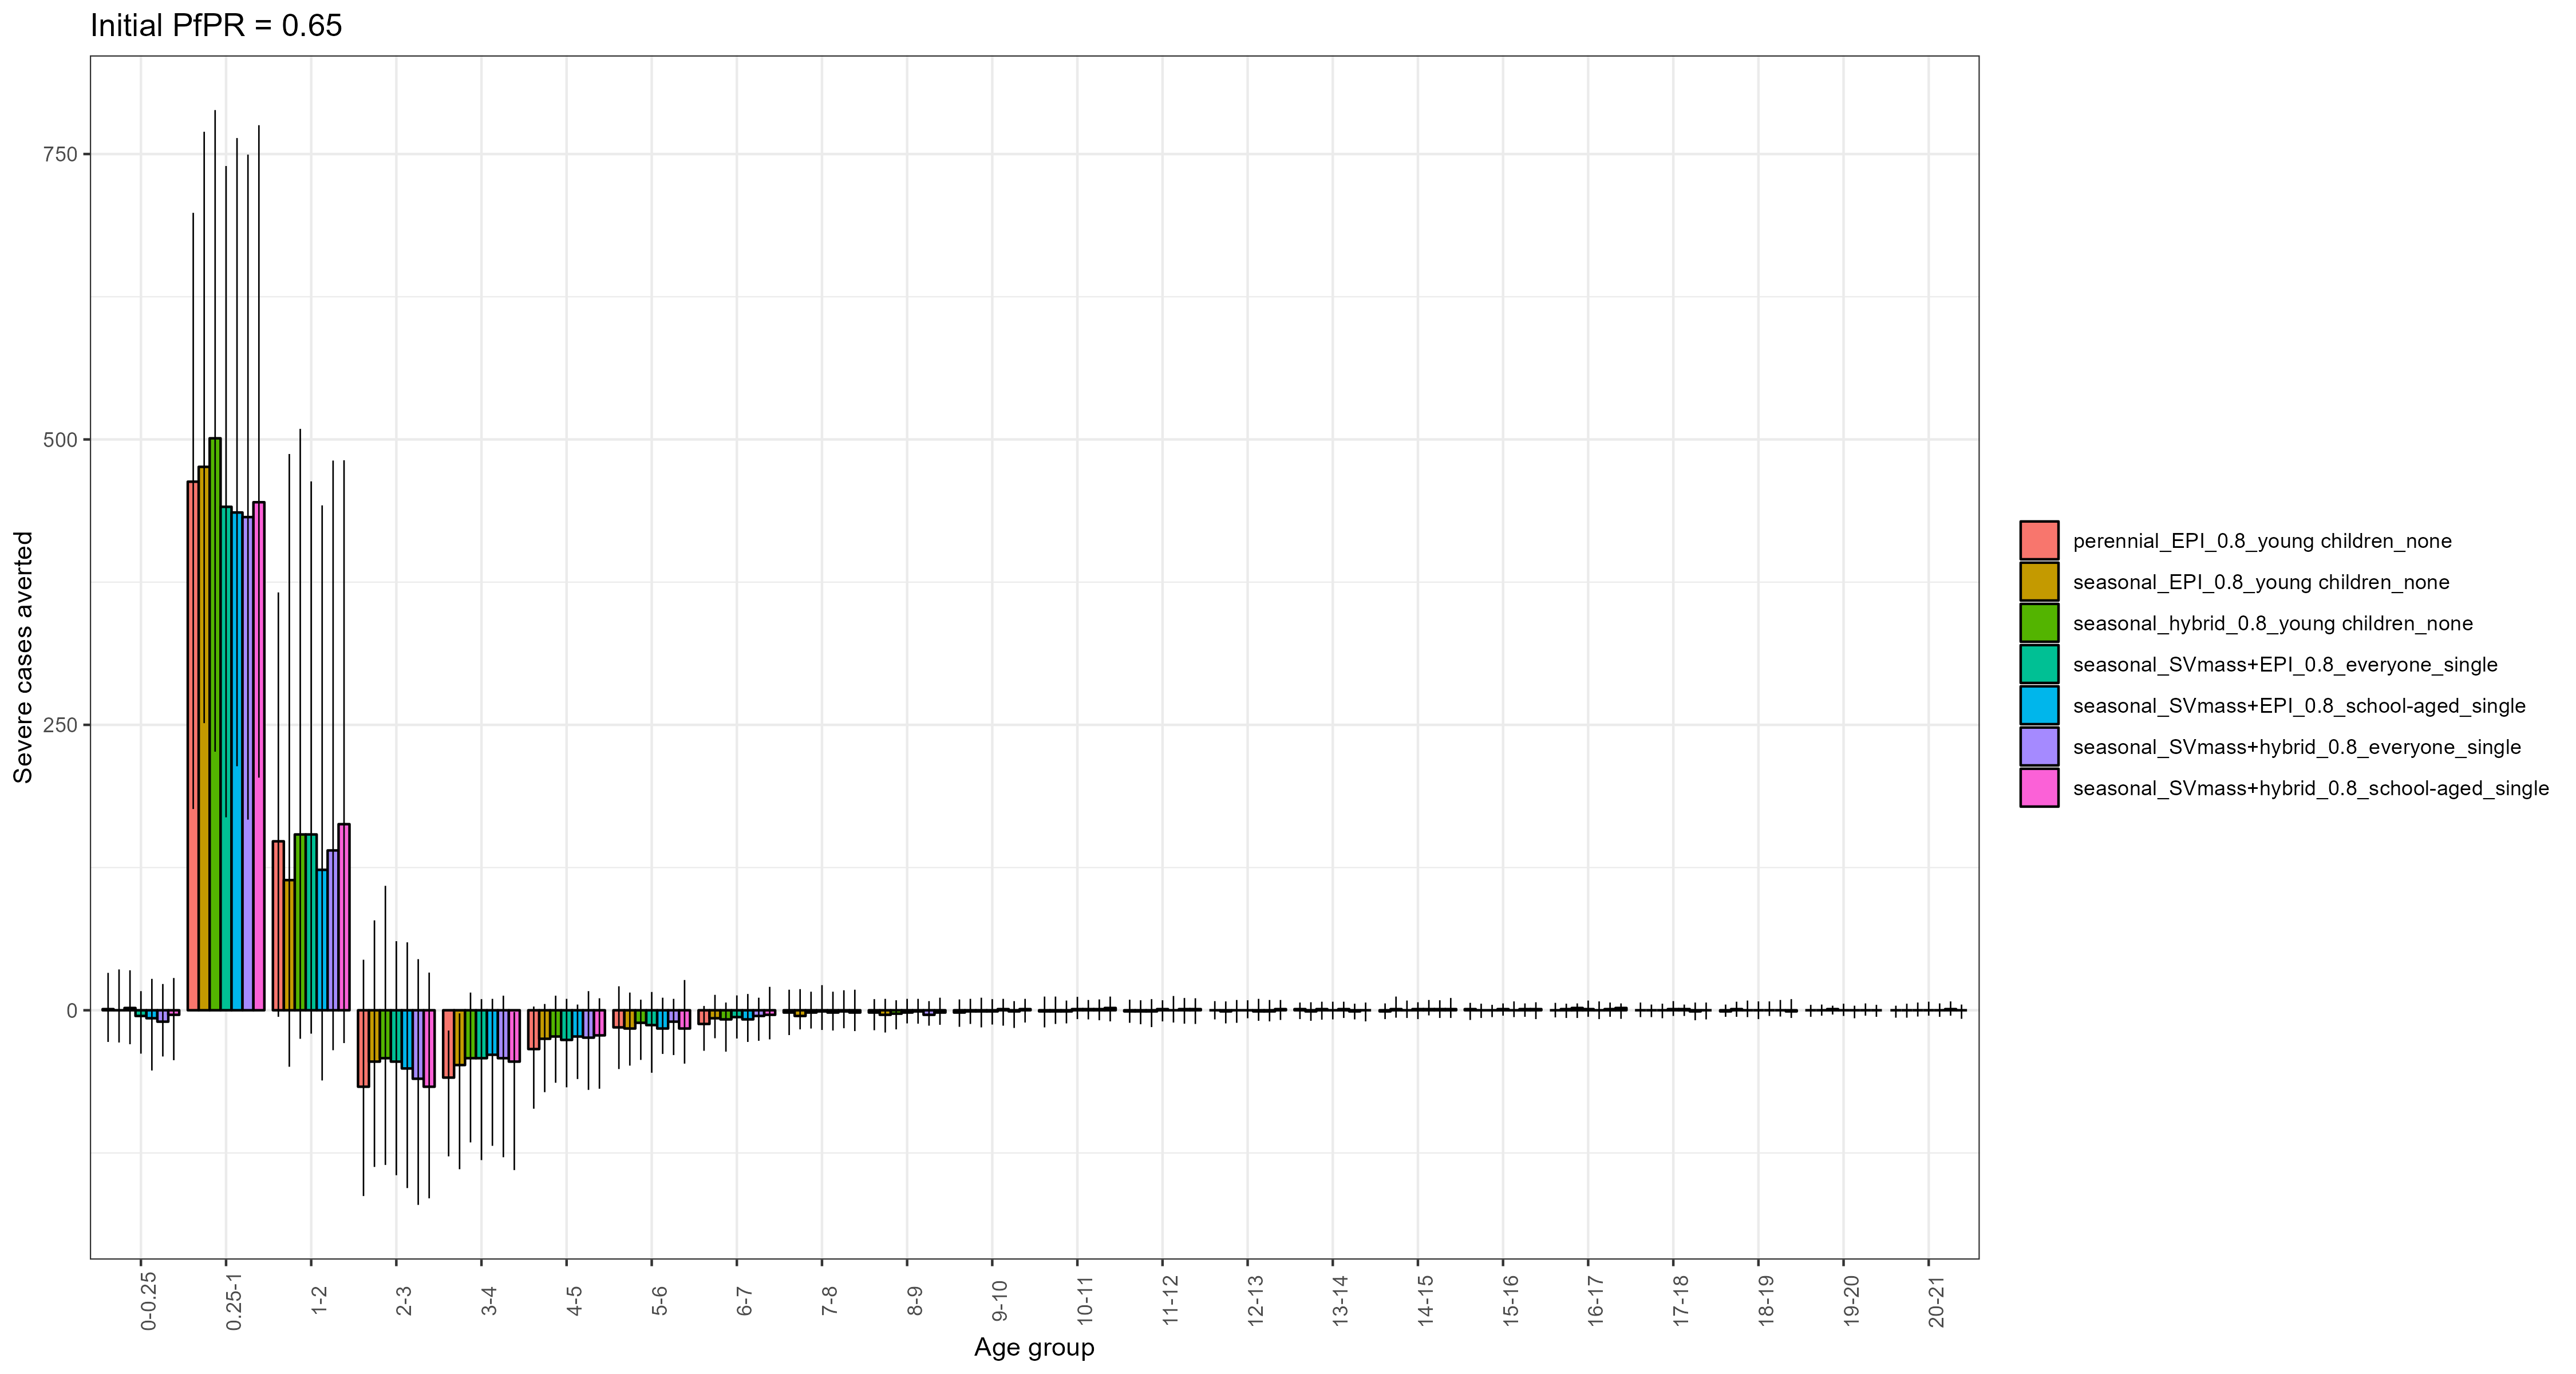 Initial PfPR = 0.65
Severe cases averted
750
500
250
0
0-0.25
0.25-1
1-2
2-3
3-4
4-5
5-6
6-7
7-8
8-9
9-10
10-11
11-12
12-13
13-14
14-15
15-16
16-17
17-18
18-19
19-20
20-21
Age group
perennial_EPI_0.8_young children_none
seasonal_EPI_0.8_young children_none
seasonal_hybrid_0.8_young children_none
seasonal_SVmass+EPI_0.8_everyone_single
seasonal_SVmass+EPI_0.8_school-aged_single
seasonal_SVmass+hybrid_0.8_everyone_single
seasonal_SVmass+hybrid_0.8_school-aged_single